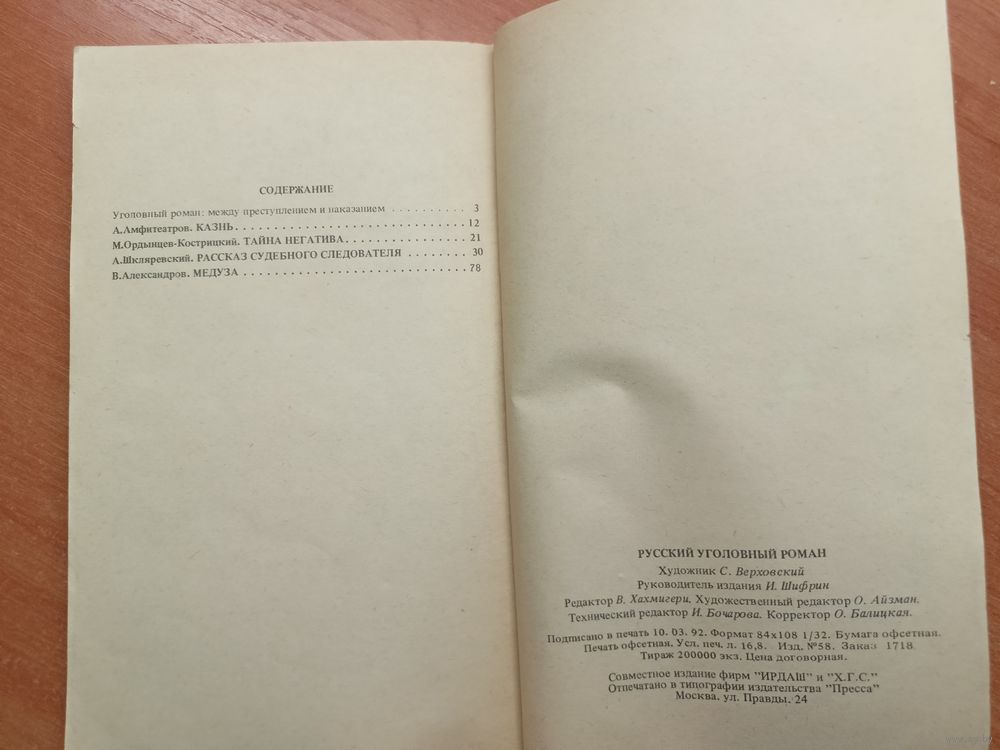 СОДЕРЖАНИЕ
Уголовный роман: между преступлением и наказанием . . . . . . . . . . 3
А.Амфитеатров. КАЗНЬ. . . . . . . . . . . . . . . . . . . . . . . . . . . . . . 12
М.Ордынцев-Кострицкий. ТАЙНА НЕГАТИВА. . . . . . . . . . . . . . . . 21
А.Шкляревский. РАССКАЗ СУДЕБНОГО СЛЕДОВАТЕЛЯ . . . . . . . . 30
В.Александров. МЕДУЗА . . . . . . . . . . . . . . . . . . . . . . . . . . . . . 78
РУССКИЙ УГОЛОВНЫЙ РОМАН
Художник С. Верховский
Руководитель издания И. Шифрин
Редактор В. Хахмигери. Художественный редактор О. Айзман.
Технический редактор И. Бочарова. Корректор О. Балицкая.
Подписано в печать 10. 03. 92. Формат 84х108 1/32. Бумага офсетная.
Печать офсетная. Усл. печ. л. 16,8. Изд. №58. Заказ 1718
Тираж 200000 экз. Цена договорная.
Совместное издание фирм "ИРДАШ" и "Х.Г.С."
Отпечатано в типографии издательства "Пресса"
Москва, ул. Правды, 24